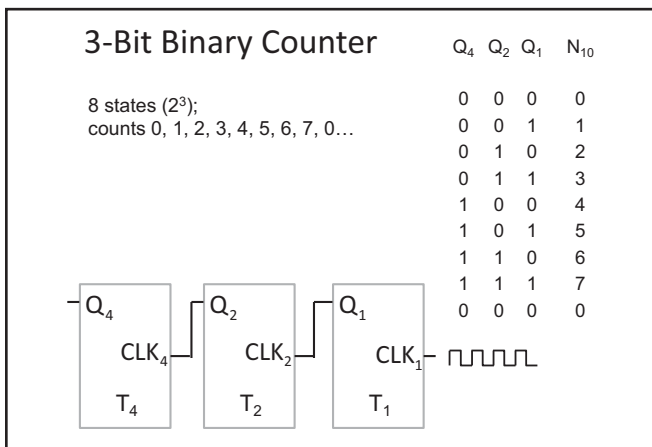 3-Bit Binary Counter
8 states (2³);
counts 0, 1, 2, 3, 4, 5, 6, 7, 0…
Q₄ Q₂ Q₁ N₁₀
0 0 0 0
0 0 1 1
0 1 0 2
0 1 1 3
1 0 0 4
1 0 1 5
1 1 0 6
1 1 1 7
0 0 0 0
Q₄ Q₂ Q₁
CLK₄ CLK₂ CLK₁
T₄ T₂ T₁